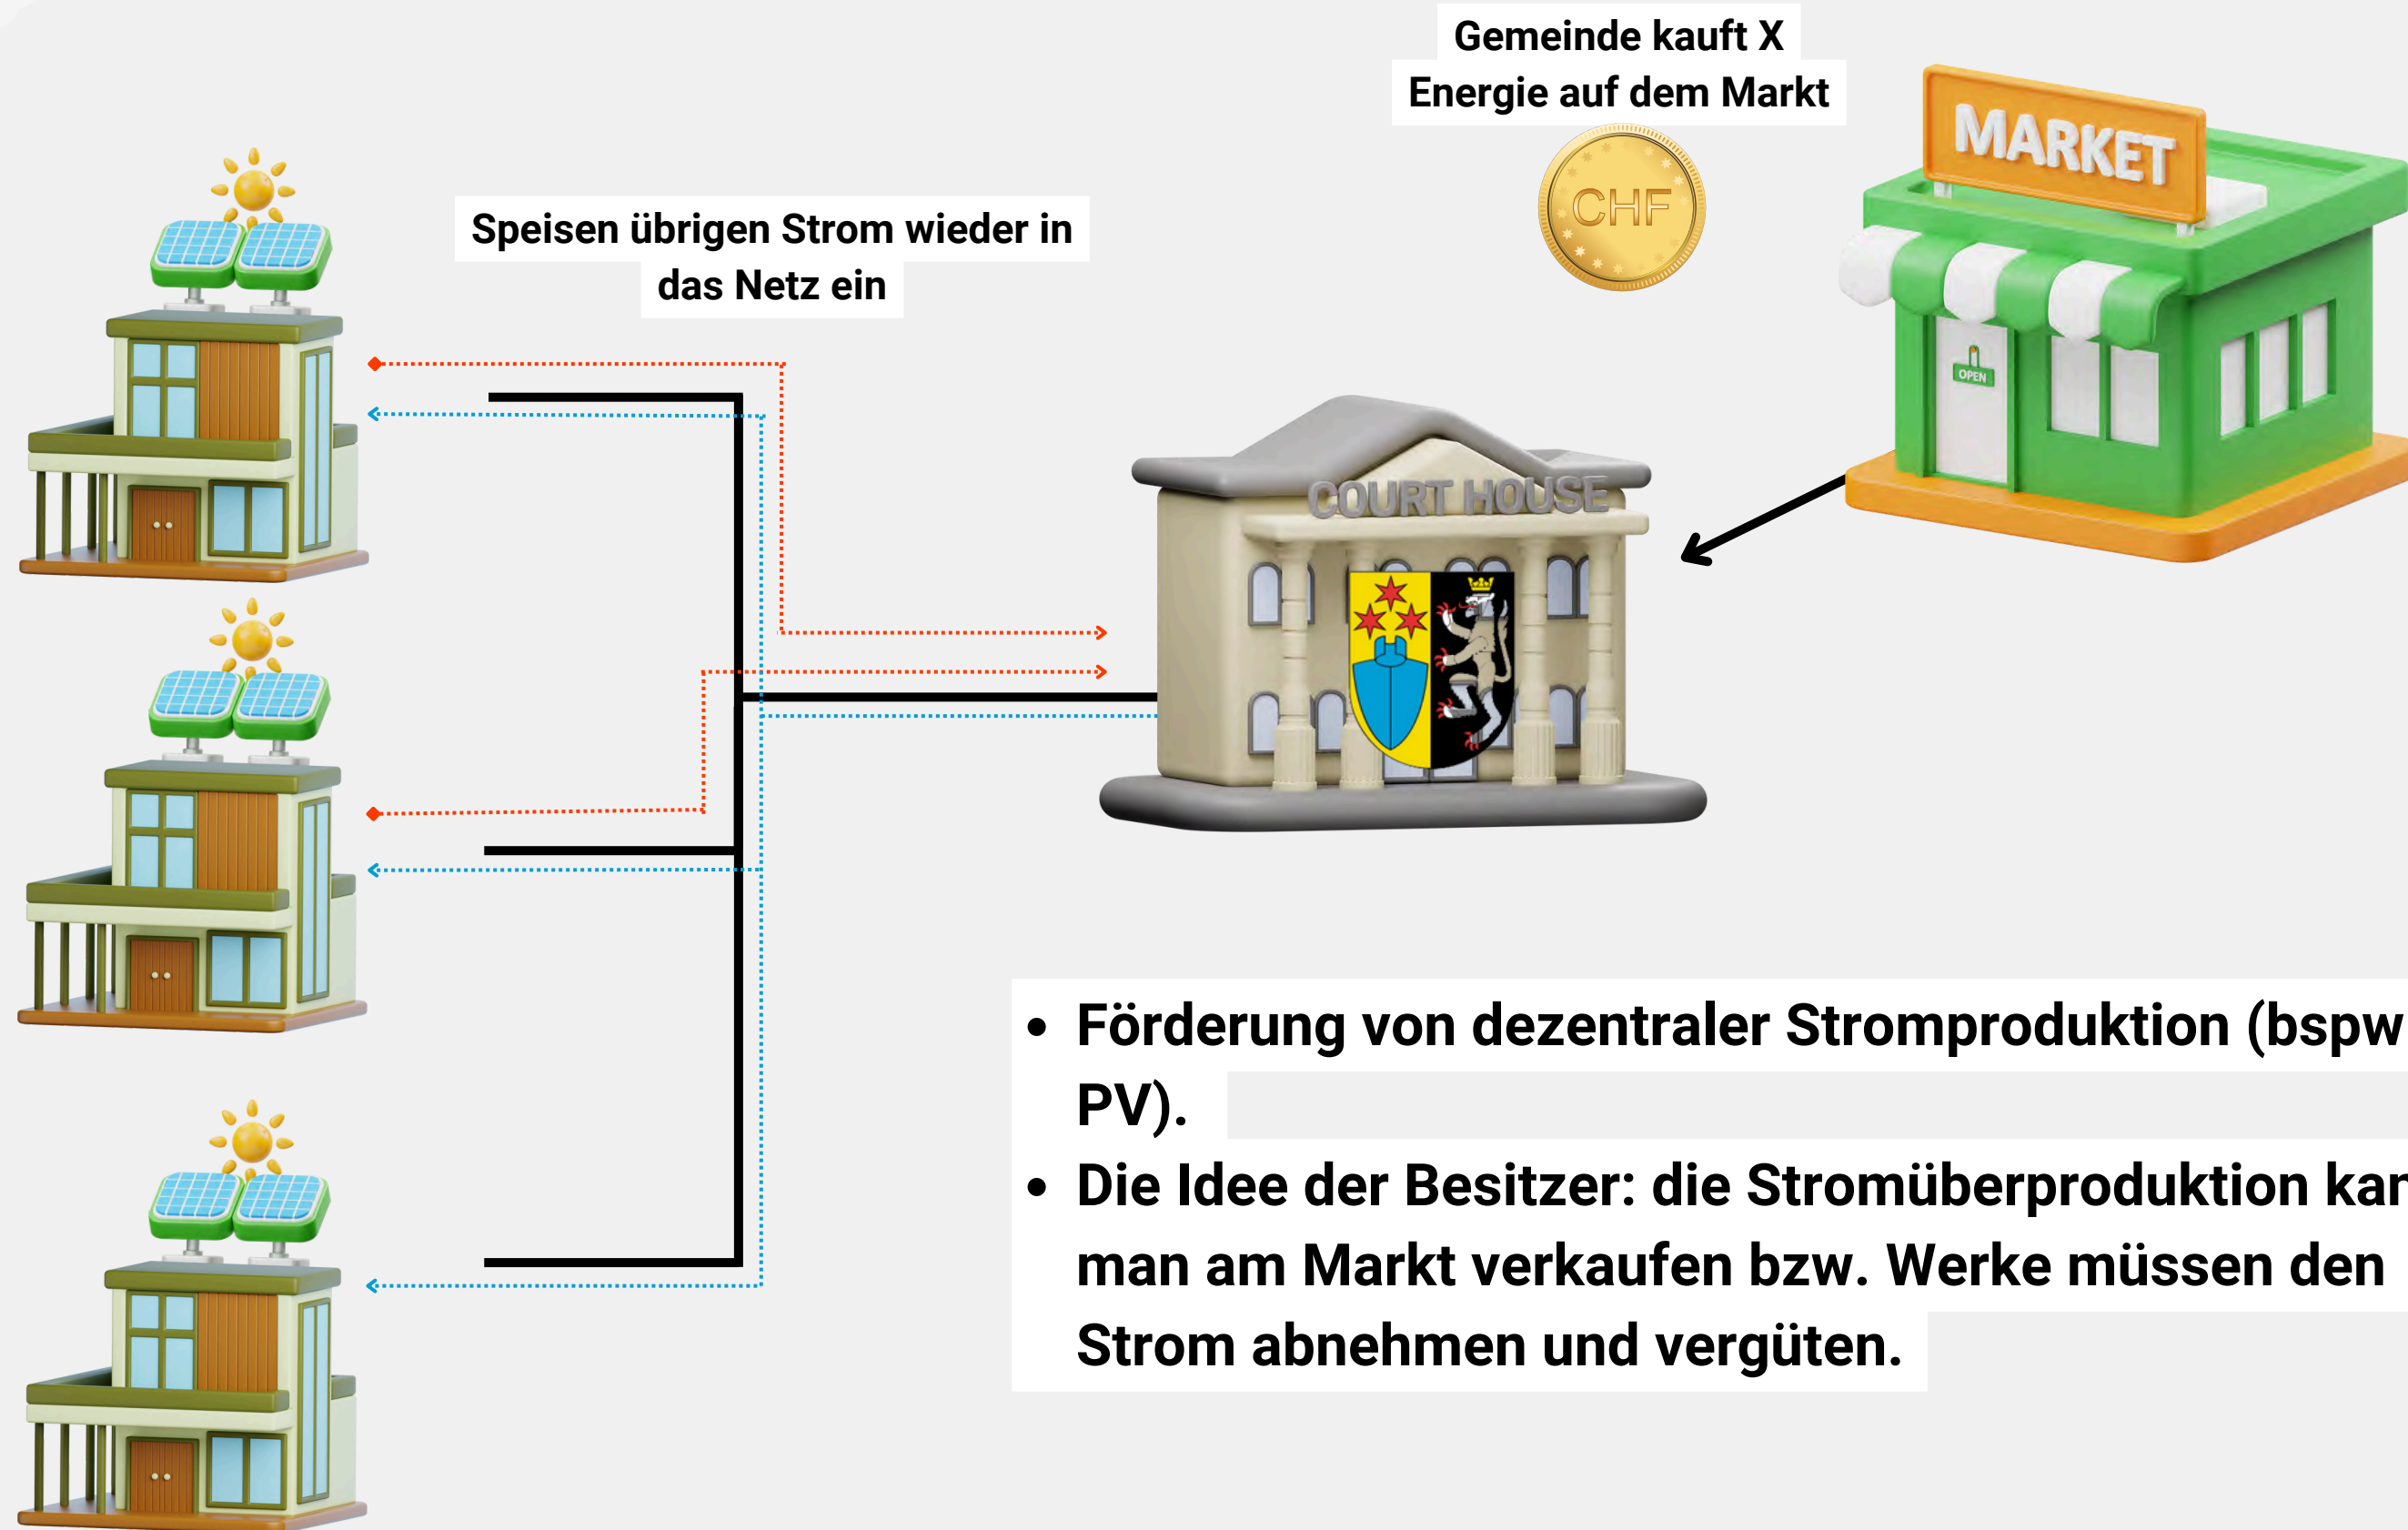 Gemeinde kauft X
Energie auf dem Markt
MARKET
CHF
Speisen übrigen Strom wieder in
das Netz ein
OPEN
COURT HOUSE
• Förderung von dezentraler Stromproduktion (bspw
PV).
• Die Idee der Besitzer: die Stromüberproduktion kan
man am Markt verkaufen bzw. Werke müssen den
Strom abnehmen und vergüten.